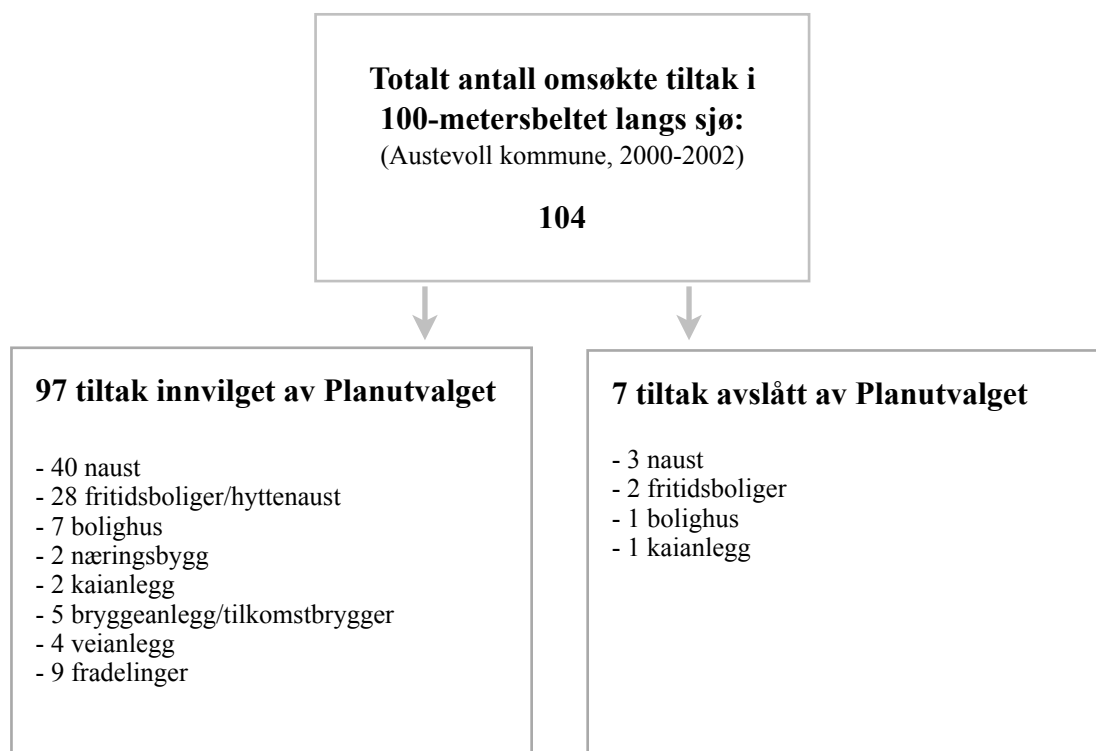 Totalt antall omsøkte tiltak i
100-metersbeltet langs sjø:
(Austevoll kommune, 2000-2002)
104
97 tiltak innvilget av Planutvalget
- 40 naust
- 28 fritidsboliger/hyttenaust
- 7 bolighus
- 2 næringsbygg
- 2 kaianlegg
- 5 bryggeanlegg/tilkomstbrygger
- 4 veianlegg
- 9 fradelinger
7 tiltak avslått av Planutvalget
- 3 naust
- 2 fritidsboliger
- 1 bolighus
- 1 kaianlegg